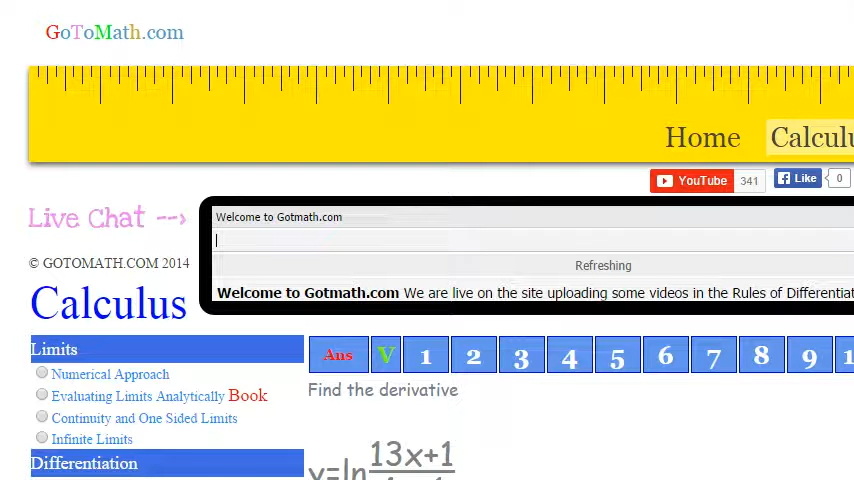 GoToMath.com
Home Calculu
YouTube 341 Like 0
Live Chat -->
Welcome to Gotmath.com
Refreshing
Welcome to Gotmath.com We are live on the site uploading some videos in the Rules of Differentiat
© GOTOMATH.COM 2014
Calculus
Limits
Numerical Approach
Evaluating Limits Analytically Book
Continuity and One Sided Limits
Infinite Limits
Differentiation
Ans V 1 2 3 4 5 6 7 8 9 1
Find the derivative
y=ln 13x+1